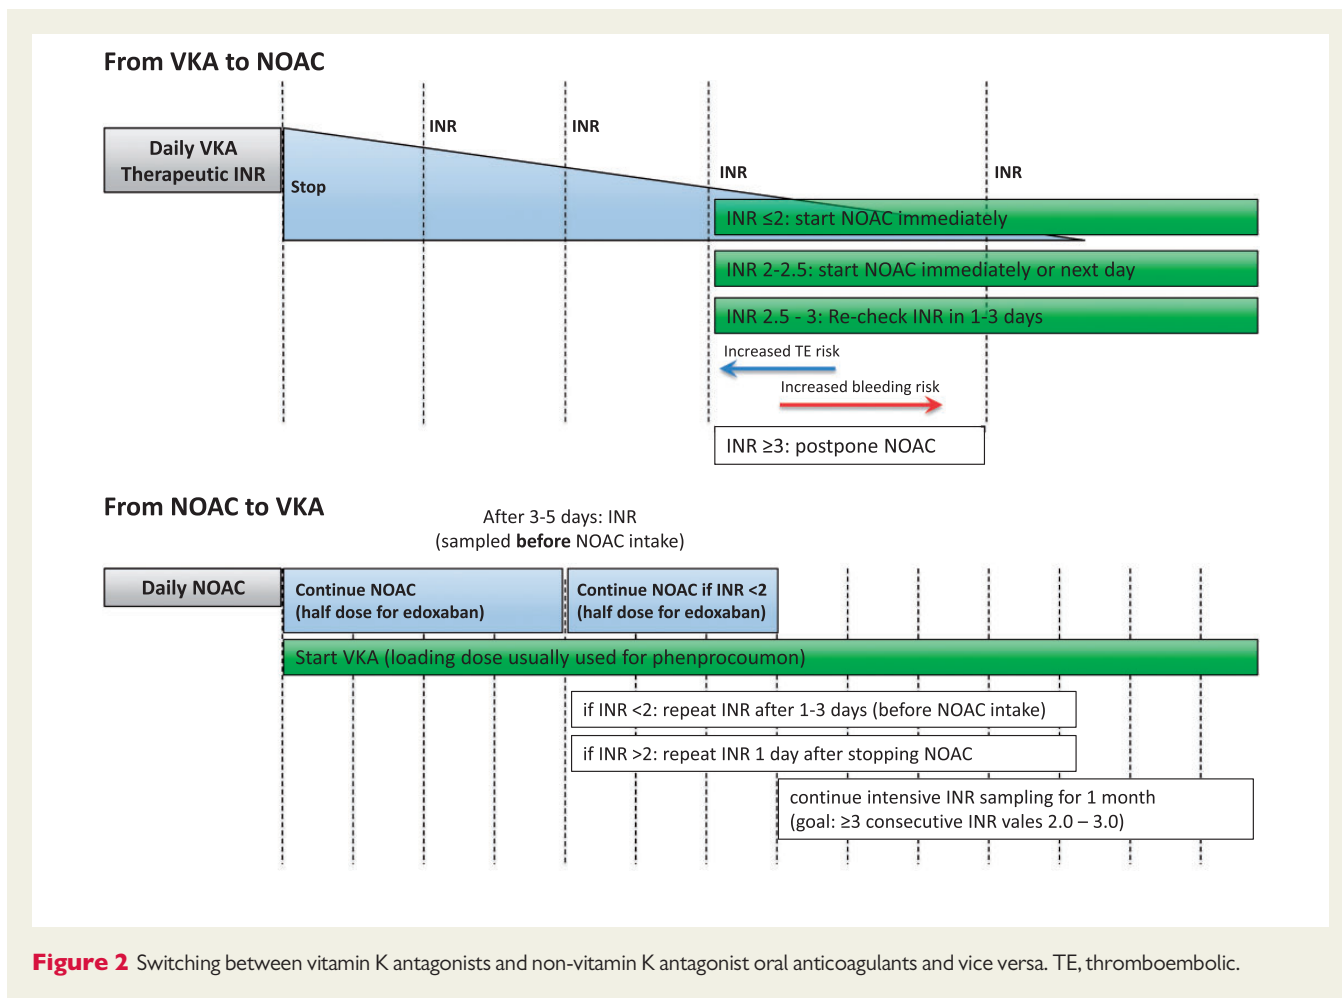 From VKA to NOAC
INR
INR
Daily VKA
Therapeutic INR
Stop
INR
INR
INR ≤2: start NOAC immediately
INR 2-2.5: start NOAC immediately or next day
INR 2.5 - 3: Re-check INR in 1-3 days
Increased TE risk
Increased bleeding risk
INR ≥3: postpone NOAC
From NOAC to VKA
After 3-5 days: INR
(sampled before NOAC intake)
Daily NOAC
Continue NOAC
(half dose for edoxaban)
Continue NOAC if INR <2
(half dose for edoxaban)
Start VKA (loading dose usually used for phenprocoumon)
if INR <2: repeat INR after 1-3 days (before NOAC intake)
if INR >2: repeat INR 1 day after stopping NOAC
continue intensive INR sampling for 1 month
(goal: ≥3 consecutive INR vales 2.0 – 3.0)
Figure 2 Switching between vitamin K antagonists and non-vitamin K antagonist oral anticoagulants and vice versa. TE, thromboembolic.